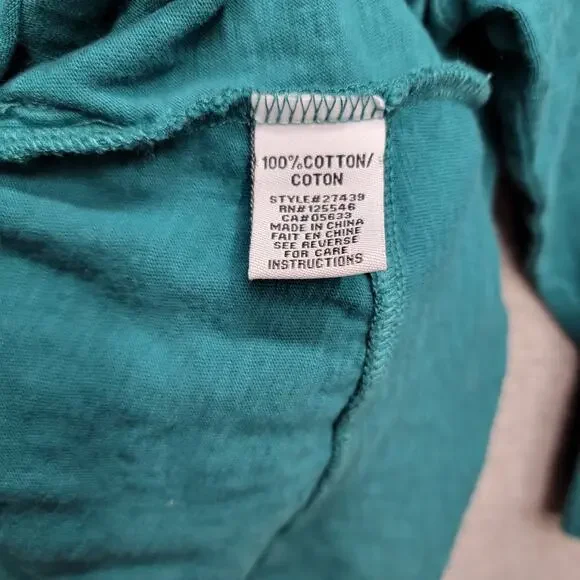 100%COTTON/
COTON
STYLE#27439
RN#125546
CA#05633
MADE IN CHINA
FAIT EN CHINE
SEE REVERSE
FOR CARE
INSTRUCTIONS